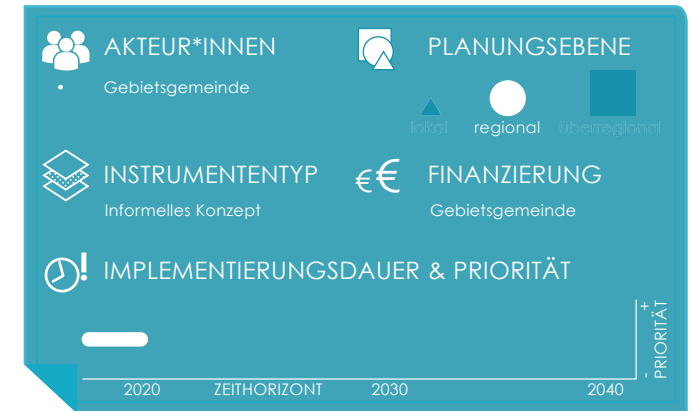 AKTEUR*INNEN
• Gebietsgemeinde
PLANUNGSEBENE
lokal
regional
überregional
INSTRUMENTENTYP
Informelles Konzept
€€ FINANZIERUNG
Gebietsgemeinde
! IMPLEMENTIERUNGSDAUER & PRIORITÄT
- PRIORITÄT +
2020 ZEITHORIZONT 2030 2040